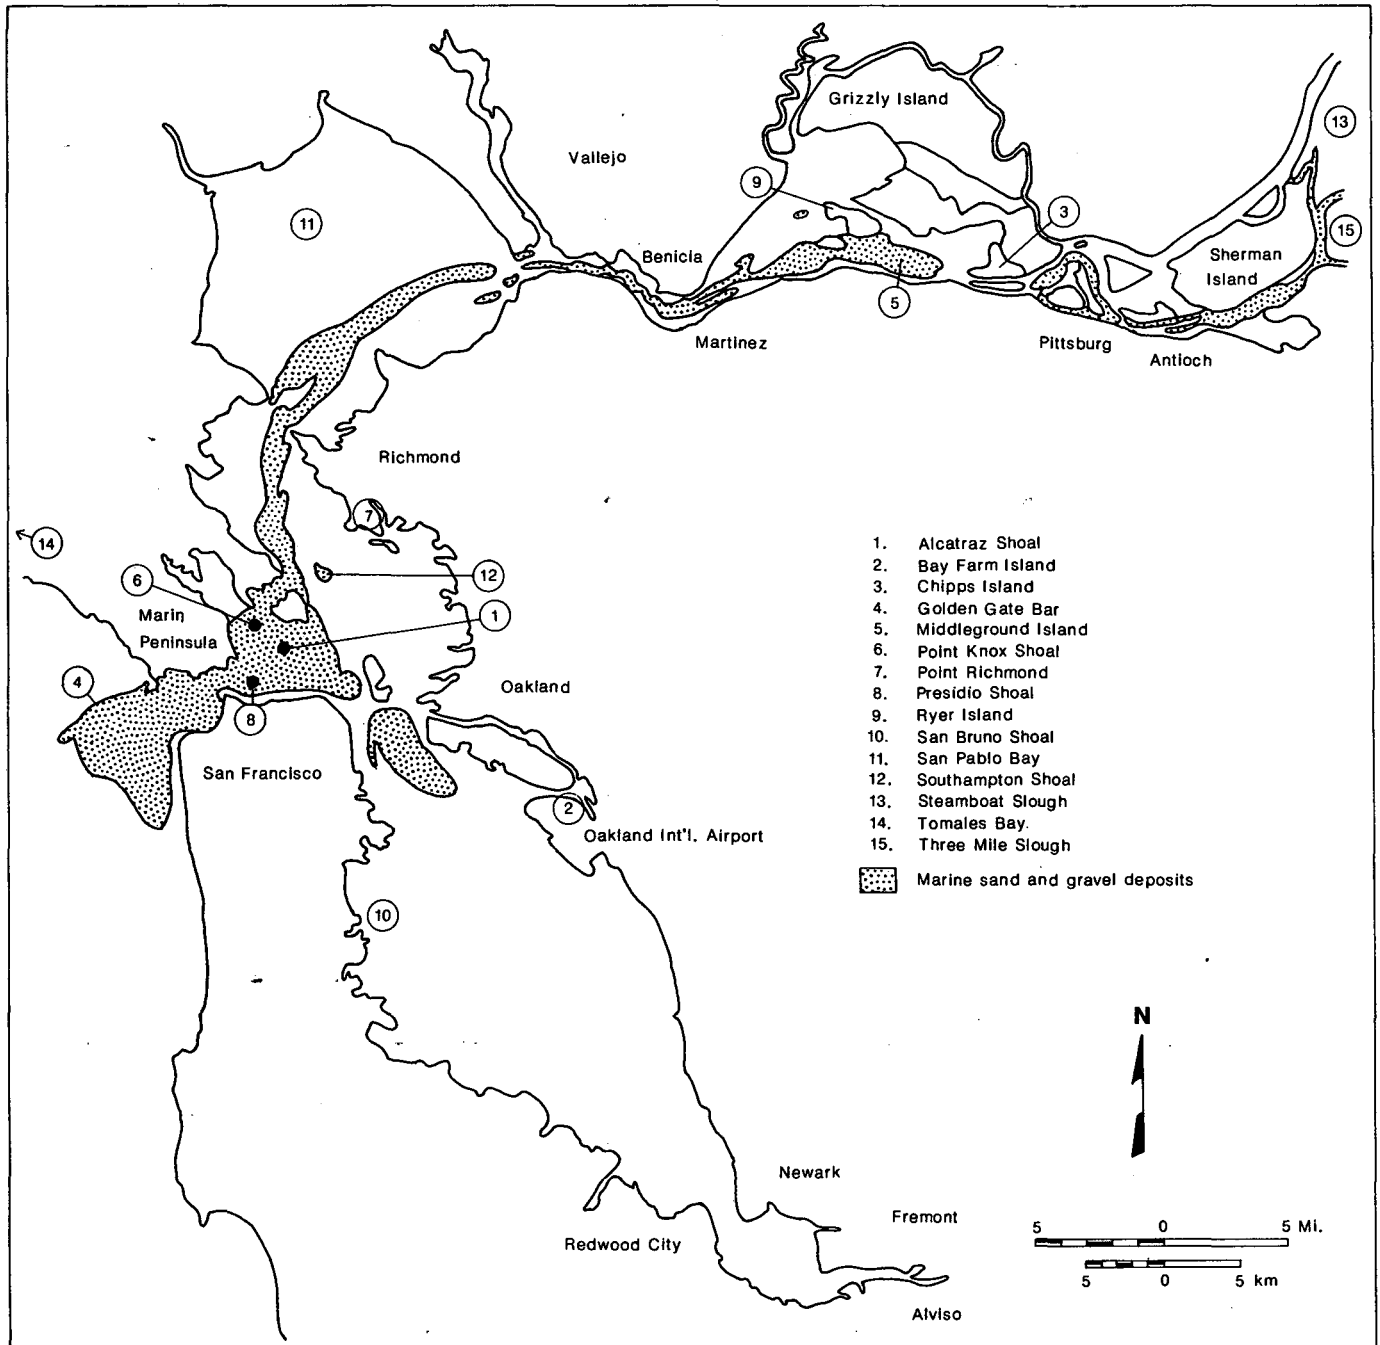 Grizzly Island
13
Vallejo
9
3
11
15
Benicia
Sherman
Island
5
Martinez
Pittsburg
Antioch
Richmond
7
14
12
6
1
Marin
Peninsula
4
Oakland
8
San Francisco
2
Oakland Int'l. Airport
10
1. Alcatraz Shoal
2. Bay Farm Island
3. Chipps Island
4. Golden Gate Bar
5. Middleground Island
6. Point Knox Shoal
7. Point Richmond
8. Presidio Shoal
9. Ryer Island
10. San Bruno Shoal
11. San Pablo Bay
12. Southampton Shoal
13. Steamboat Slough
14. Tomales Bay.
15. Three Mile Slough
Marine sand and gravel deposits
N
Newark
Fremont
Redwood City
Alviso
5 0 5 Mi.
5 0 5 km